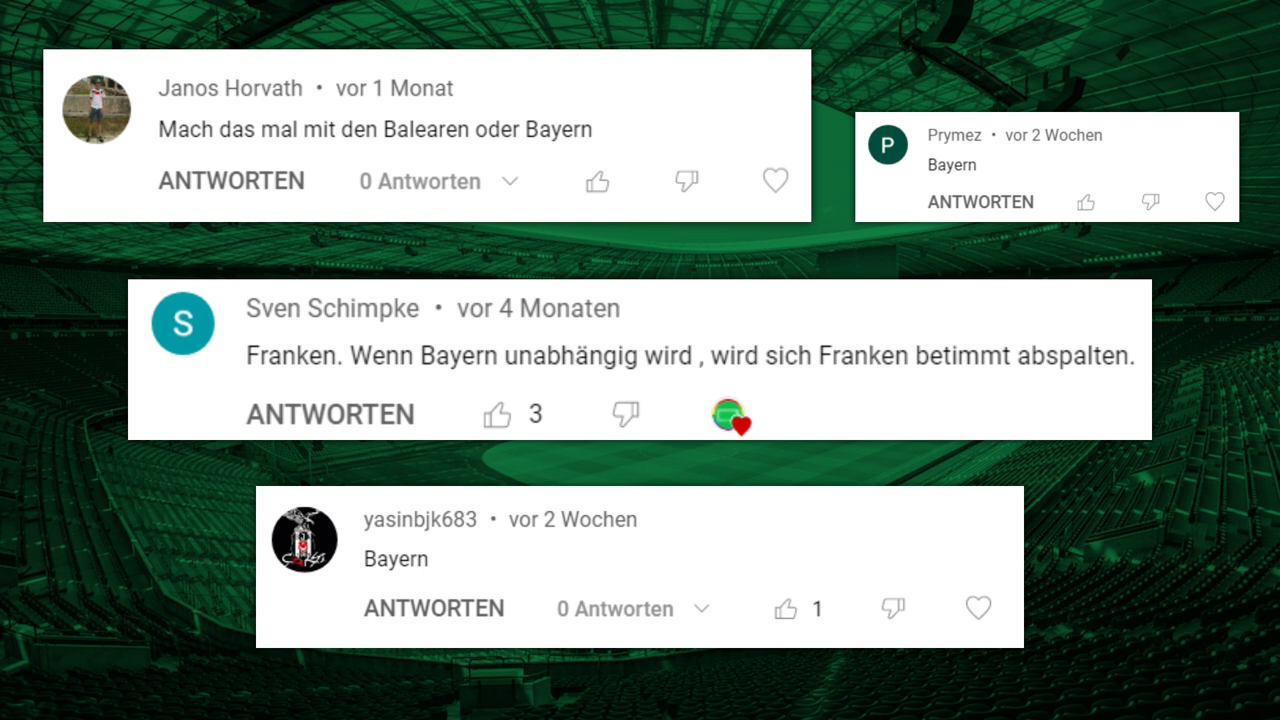 Janos Horvath • vor 1 Monat
Mach das mal mit den Balearen oder Bayern
ANTWORTEN 0 Antworten
P
Prymez • vor 2 Wochen
Bayern
ANTWORTEN
S
Sven Schimpke • vor 4 Monaten
Franken. Wenn Bayern unabhängig wird , wird sich Franken betimmt abspalten.
ANTWORTEN 3
yasinbjk683 • vor 2 Wochen
Bayern
ANTWORTEN 0 Antworten 1